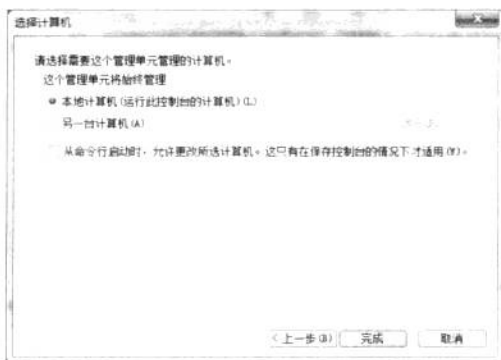 选择计算机
请选择需要这个管理单元管理的计算机。
这个管理单元将始终管理
本地计算机(运行此控制台的计算机)(L)
另一台计算机(A)
从命令行启动时，允许更改所选计算机。这只有在保存控制台的情况下才适用(W)。
<上一步(B) 完成 取消